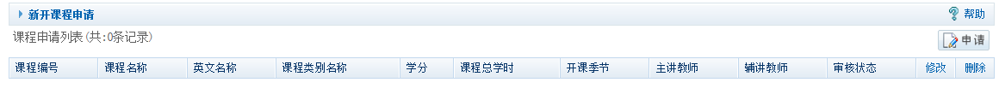 新开课程申请 帮助
课程申请列表(共:0条记录) 申请
课程编号 课程名称 英文名称 课程类别名称 学分 课程总学时 开课季节 主讲教师 辅讲教师 审核状态 修改 删除